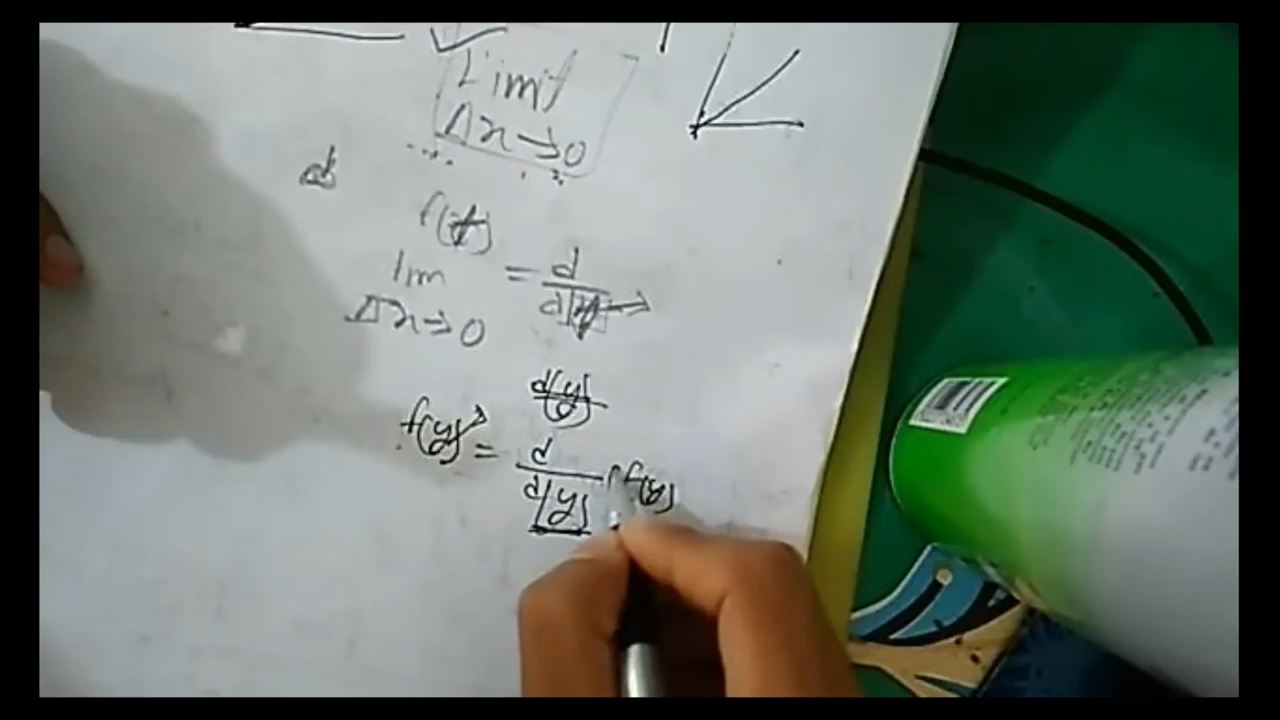 Limit
Δx→0
d
f(x)
lim = d
Δx→0 d(y)
d(y)
f(y) = d f(y)
d(y)